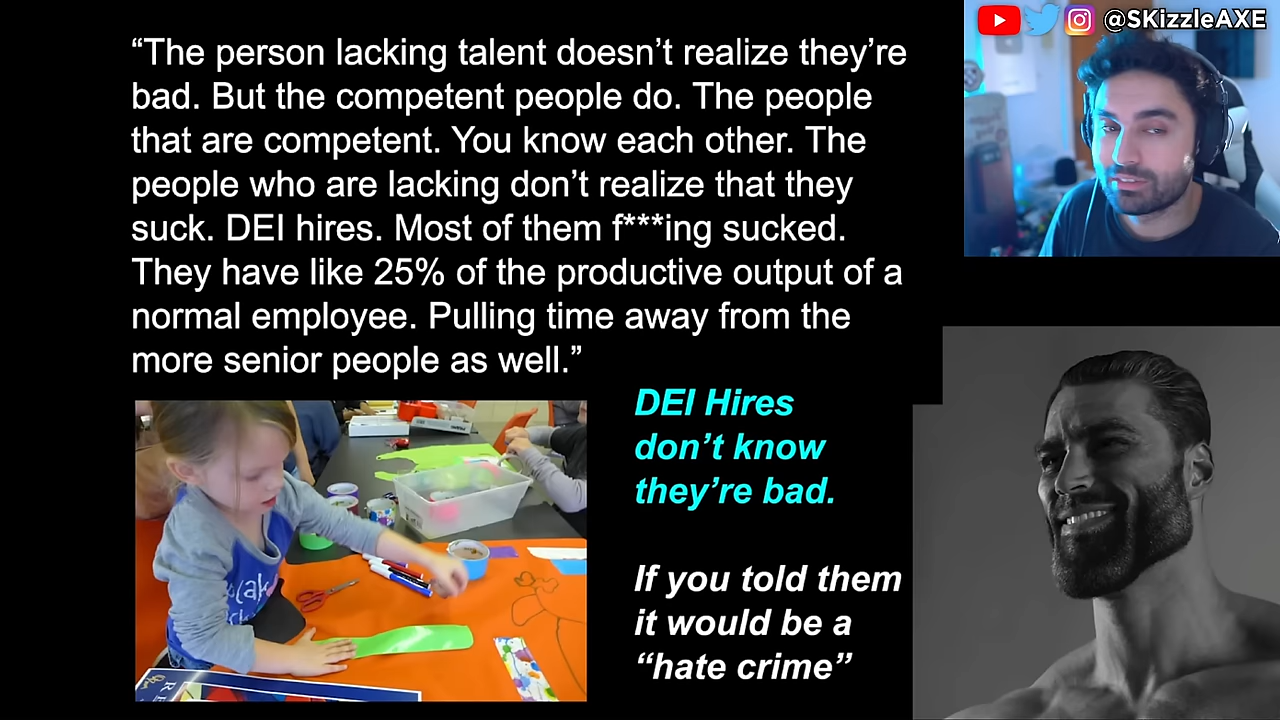 @SKizzleAXE
“The person lacking talent doesn’t realize they’re
bad. But the competent people do. The people
that are competent. You know each other. The
people who are lacking don’t realize that they
suck. DEI hires. Most of them f***ing sucked.
They have like 25% of the productive output of a
normal employee. Pulling time away from the
more senior people as well.”
DEI Hires
don’t know
they’re bad.
If you told them
it would be a
“hate crime”